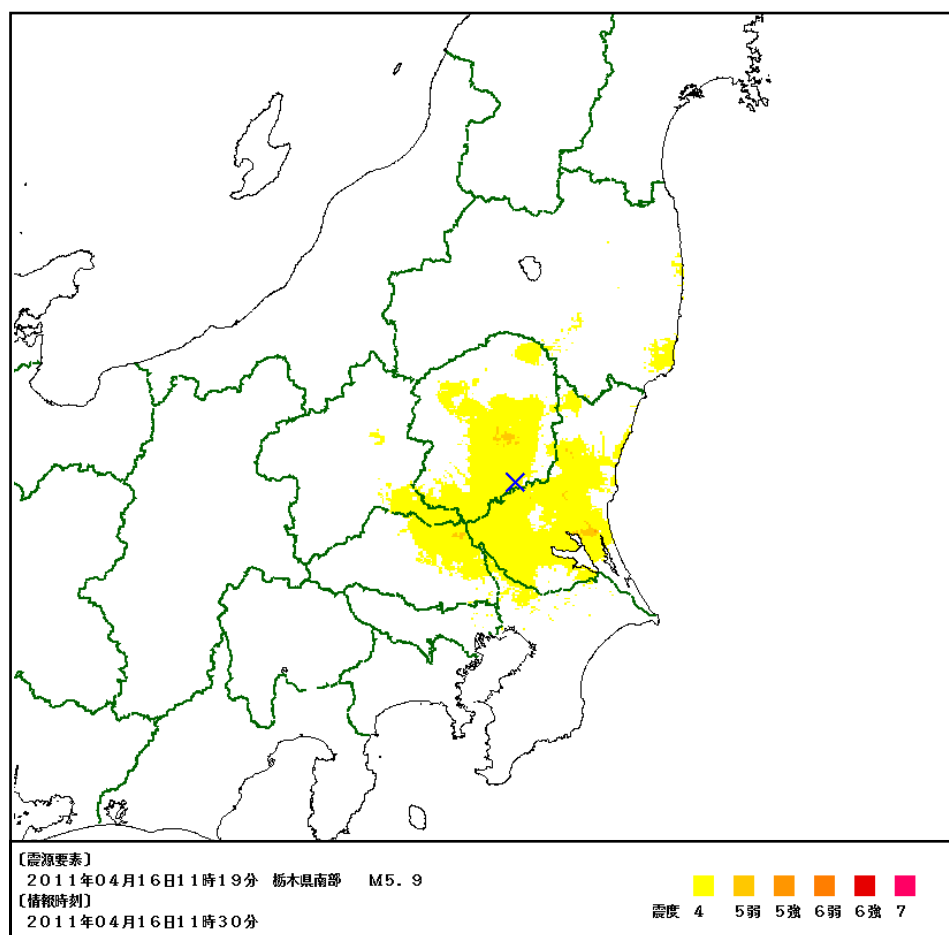 ［震源要素］
２０１１年０４月１６日１１時１９分 栃木県南部 Ｍ５．９
［情報時刻］
２０１１年０４月１６日１１時３０分
震度 ４ ５弱 ５強 ６弱 ６強 ７